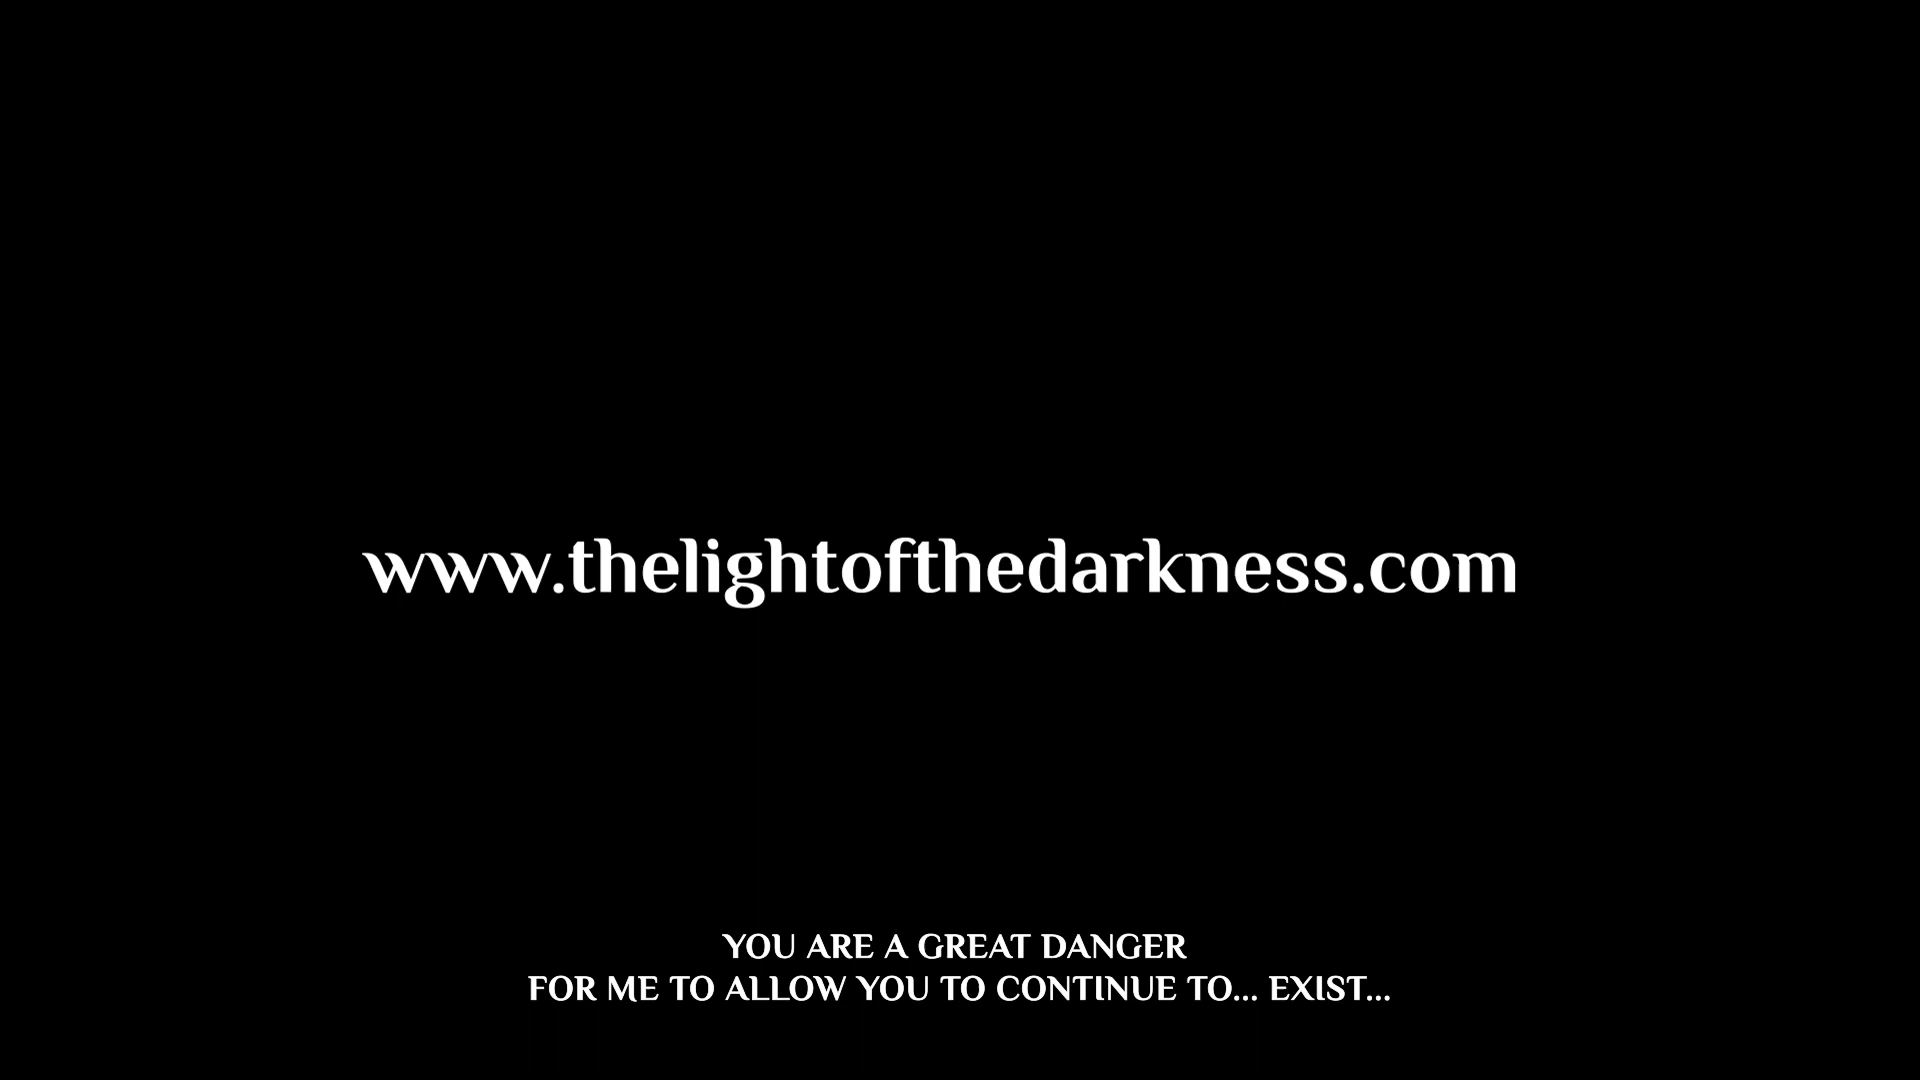 www.thelightofthedarkness.com
YOU ARE A GREAT DANGER
FOR ME TO ALLOW YOU TO CONTINUE TO... EXIST...